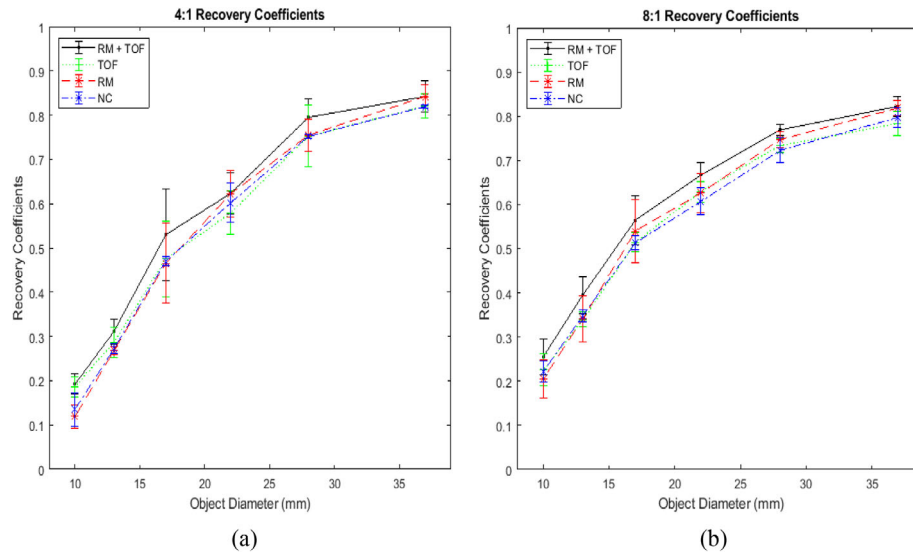 4:1 Recovery Coefficients
1
0.9
0.8
0.7
0.6
0.5
0.4
0.3
0.2
0.1
0
Recovery Coefficients
RM + TOF
TOF
RM
NC
10 15 20 25 30 35
Object Diameter (mm)
(a)
8:1 Recovery Coefficients
1
0.9
0.8
0.7
0.6
0.5
0.4
0.3
0.2
0.1
0
Recovery Coefficients
RM + TOF
TOF
RM
NC
10 15 20 25 30 35
Object Diameter (mm)
(b)